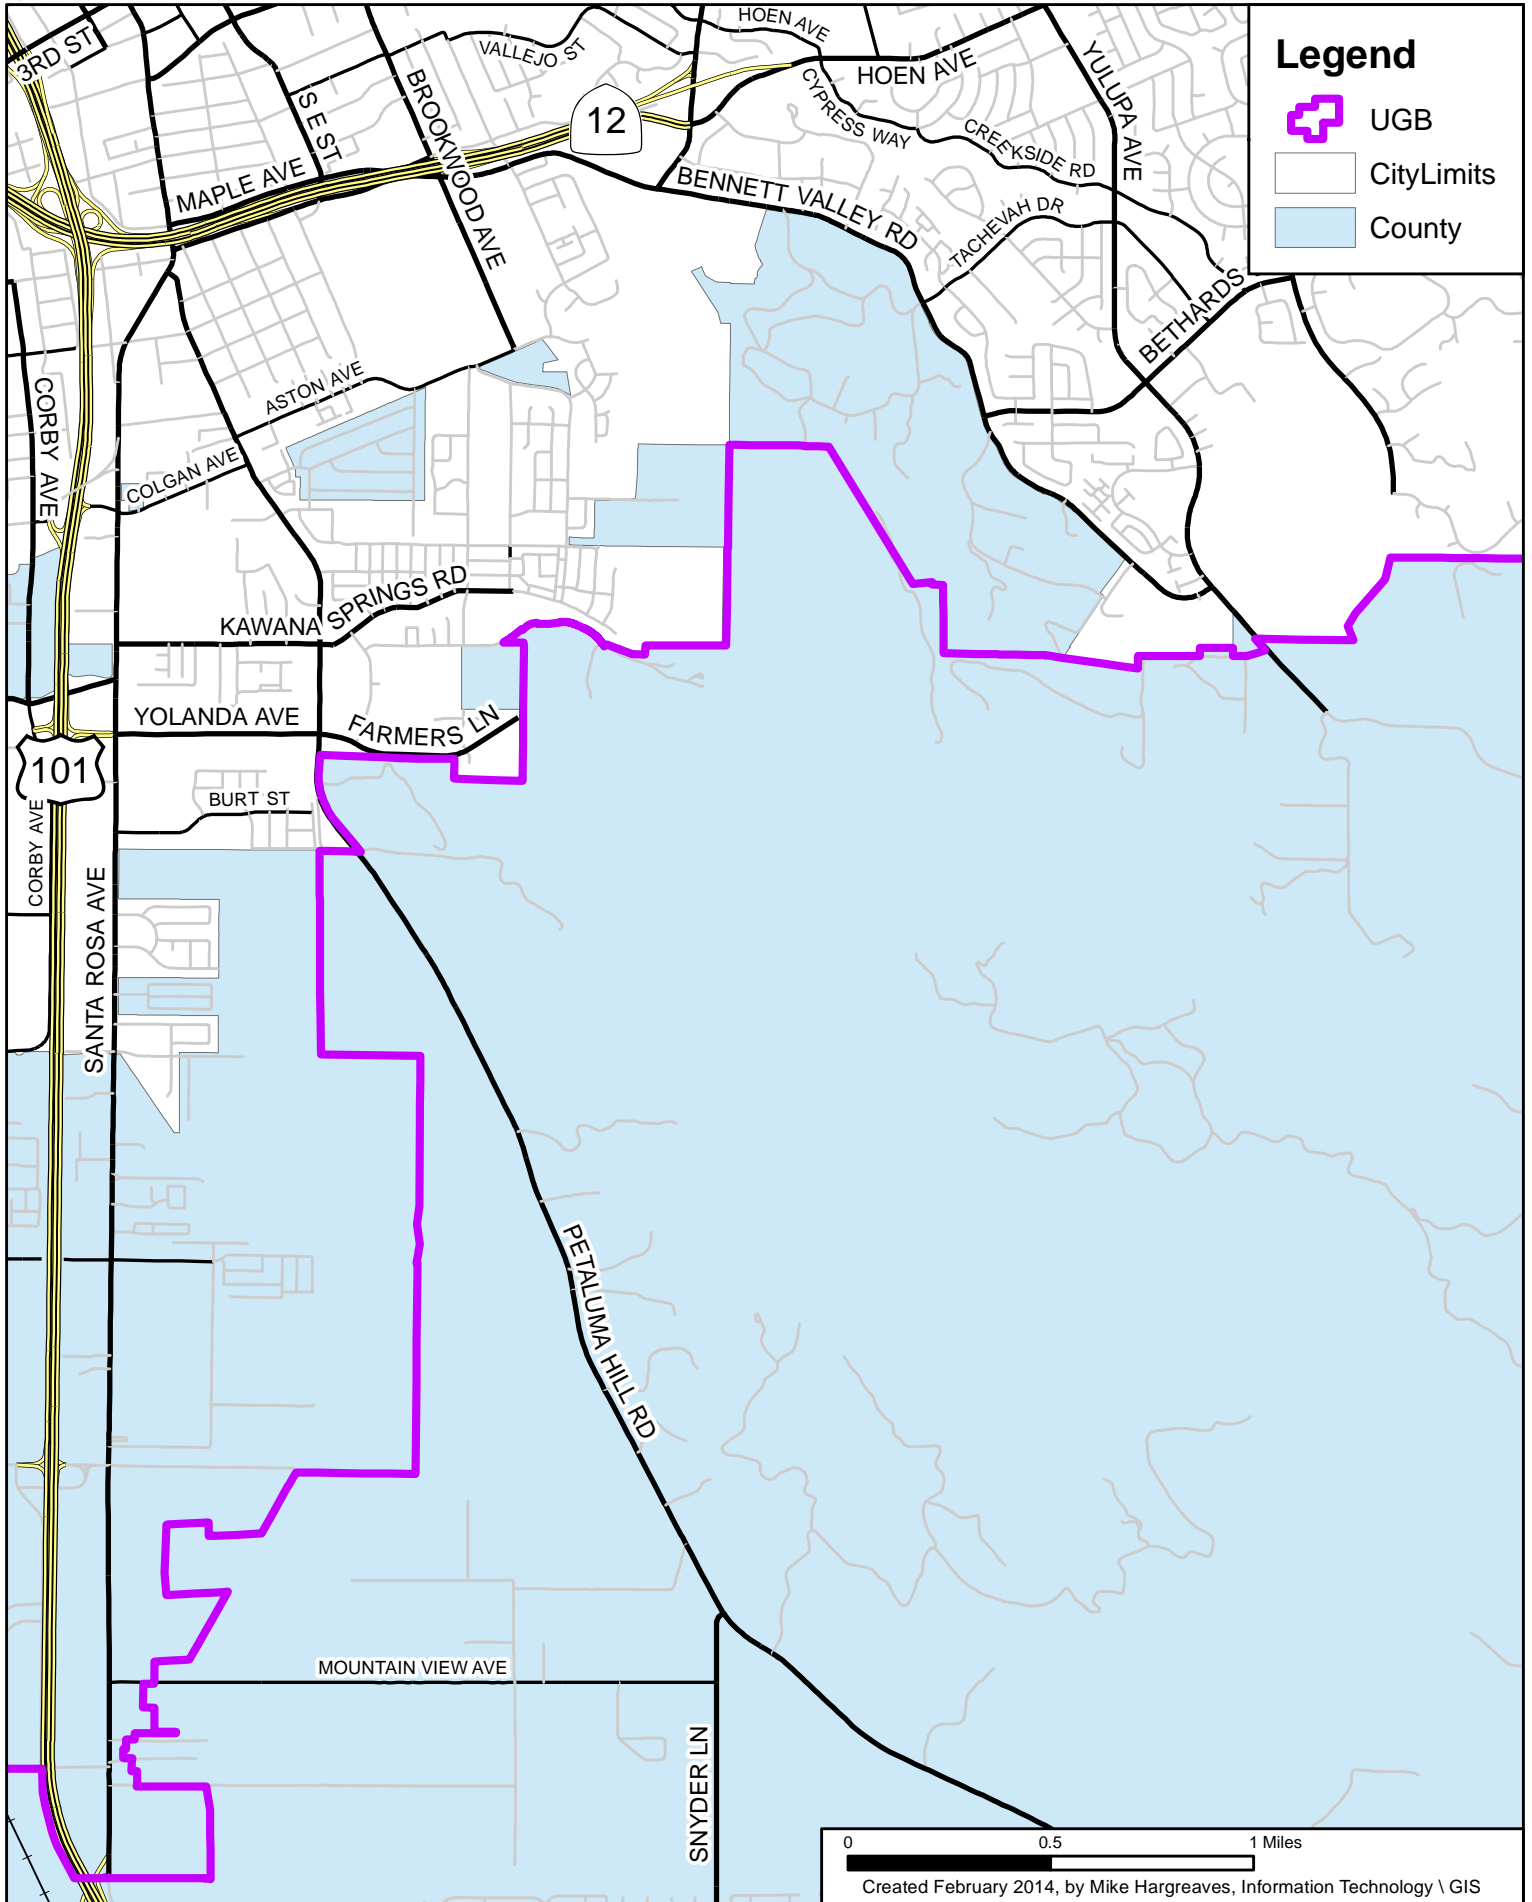 3RD ST
S E ST
MAPLE AVE
BROOKWOOD AVE
VALLEJO ST
12
HOEN AVE
HOEN AVE
CYPRESS WAY
CREEKSIDE RD
YULUPA AVE
BENNETT VALLEY RD
TACHEVAH DR
BETHARDS
Legend
UGB
CityLimits
County
CORBY AVE
ASTON AVE
COLGAN AVE
KAWANA SPRINGS RD
YOLANDA AVE
FARMERS LN
101
BURT ST
CORBY AVE
SANTA ROSA AVE
PETALUMA HILL RD
MOUNTAIN VIEW AVE
SNYDER LN
0 0.5 1 Miles
Created February 2014, by Mike Hargreaves, Information Technology \ GIS